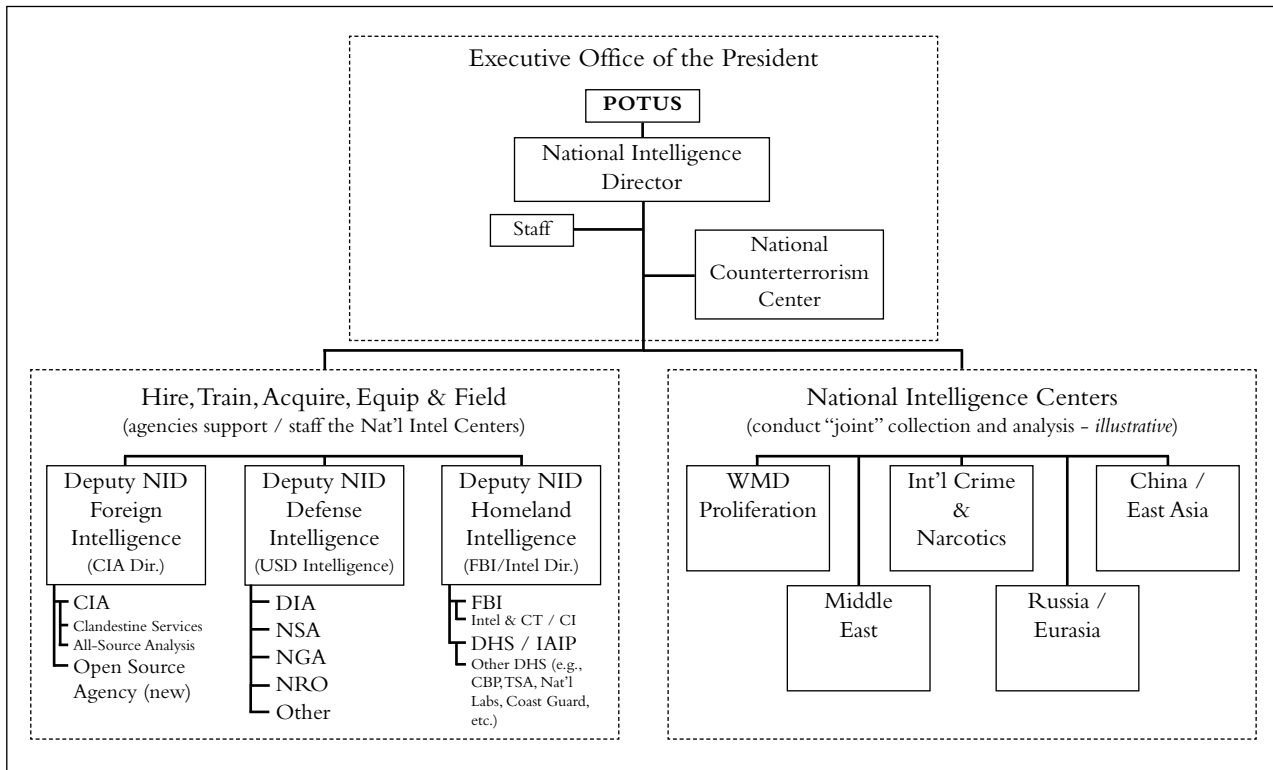 Executive Office of the President
POTUS
National Intelligence
Director
Staff
National
Counterterrorism
Center
Hire, Train, Acquire, Equip & Field
(agencies support / staff the Nat’l Intel Centers)
Deputy NID
Foreign
Intelligence
(CIA Dir.)
CIA
Clandestine Services
All-Source Analysis
Open Source
Agency (new)
Deputy NID
Defense
Intelligence
(USD Intelligence)
DIA
NSA
NGA
NRO
Other
Deputy NID
Homeland
Intelligence
(FBI/Intel Dir.)
FBI
Intel & CT / CI
DHS / IAIP
Other DHS (e.g.,
CBP, TSA, Nat’l
Labs, Coast Guard,
etc.)
National Intelligence Centers
(conduct “joint” collection and analysis – illustrative)
WMD
Proliferation
Int’l Crime
&
Narcotics
China /
East Asia
Middle
East
Russia /
Eurasia